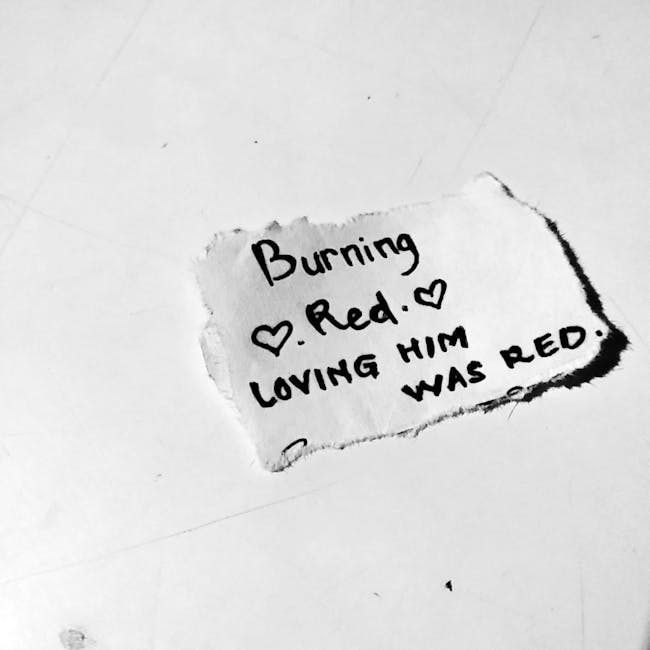 Burning
♡. Red. ♡
LOVING HIM
WAS RED.